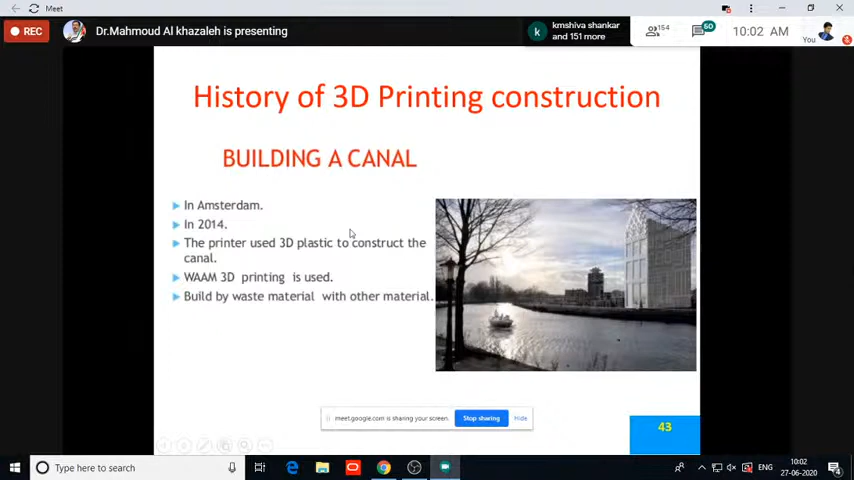 Meet
REC
Dr.Mahmoud Al khazaleh is presenting
k
kmshiva shankar
and 151 more
154
50
10:02 AM
You
History of 3D Printing construction
BUILDING A CANAL
In Amsterdam.
In 2014.
The printer used 3D plastic to construct the
canal.
WAAM 3D printing is used.
Build by waste material with other material.
meet.google.com is sharing your screen.
Stop sharing
Hide
43
Type here to search
ENG
10:02
27-06-2020
4